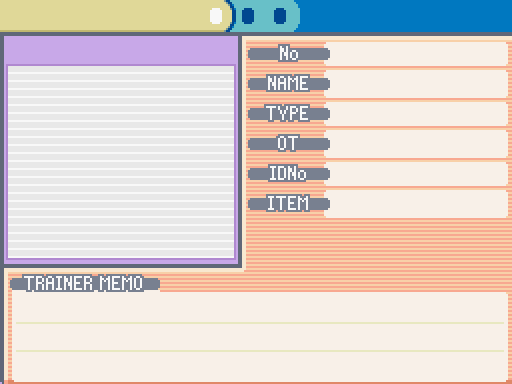 No
NAME
TYPE
OT
IDNo
ITEM
TRAINER MEMO